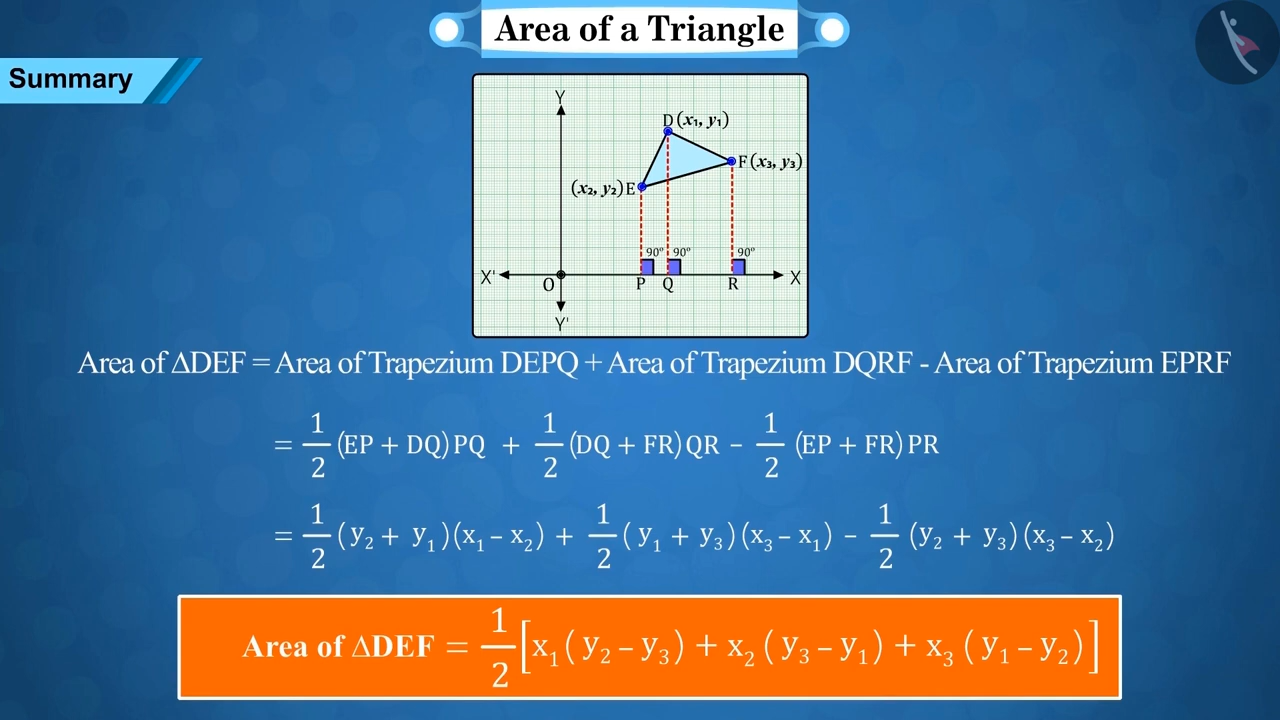 Area of a Triangle
Summary
Y
D (x₁, y₁)
F (x₃, y₃)
(x₂, y₂) E
90° 90° 90°
X' O P Q R X
Y'
Area of ΔDEF = Area of Trapezium DEPQ + Area of Trapezium DQRF - Area of Trapezium EPRF
= 1/2 (EP + DQ) PQ + 1/2 (DQ + FR) QR – 1/2 (EP + FR) PR
= 1/2 (y₂ + y₁)(x₁ – x₂) + 1/2 (y₁ + y₃)(x₃ – x₁) – 1/2 (y₂ + y₃)(x₃ – x₂)
Area of ΔDEF = 1/2 [x₁ (y₂ – y₃) + x₂ (y₃ – y₁) + x₃ (y₁ – y₂)]